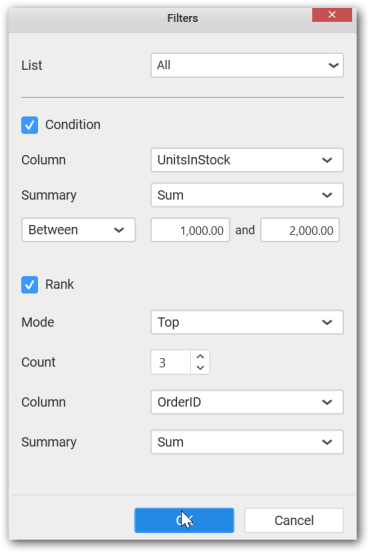 Filters
List All
Condition
Column UnitsInStock
Summary Sum
Between 1,000.00 and 2,000.00
Rank
Mode Top
Count 3
Column OrderID
Summary Sum
Cancel